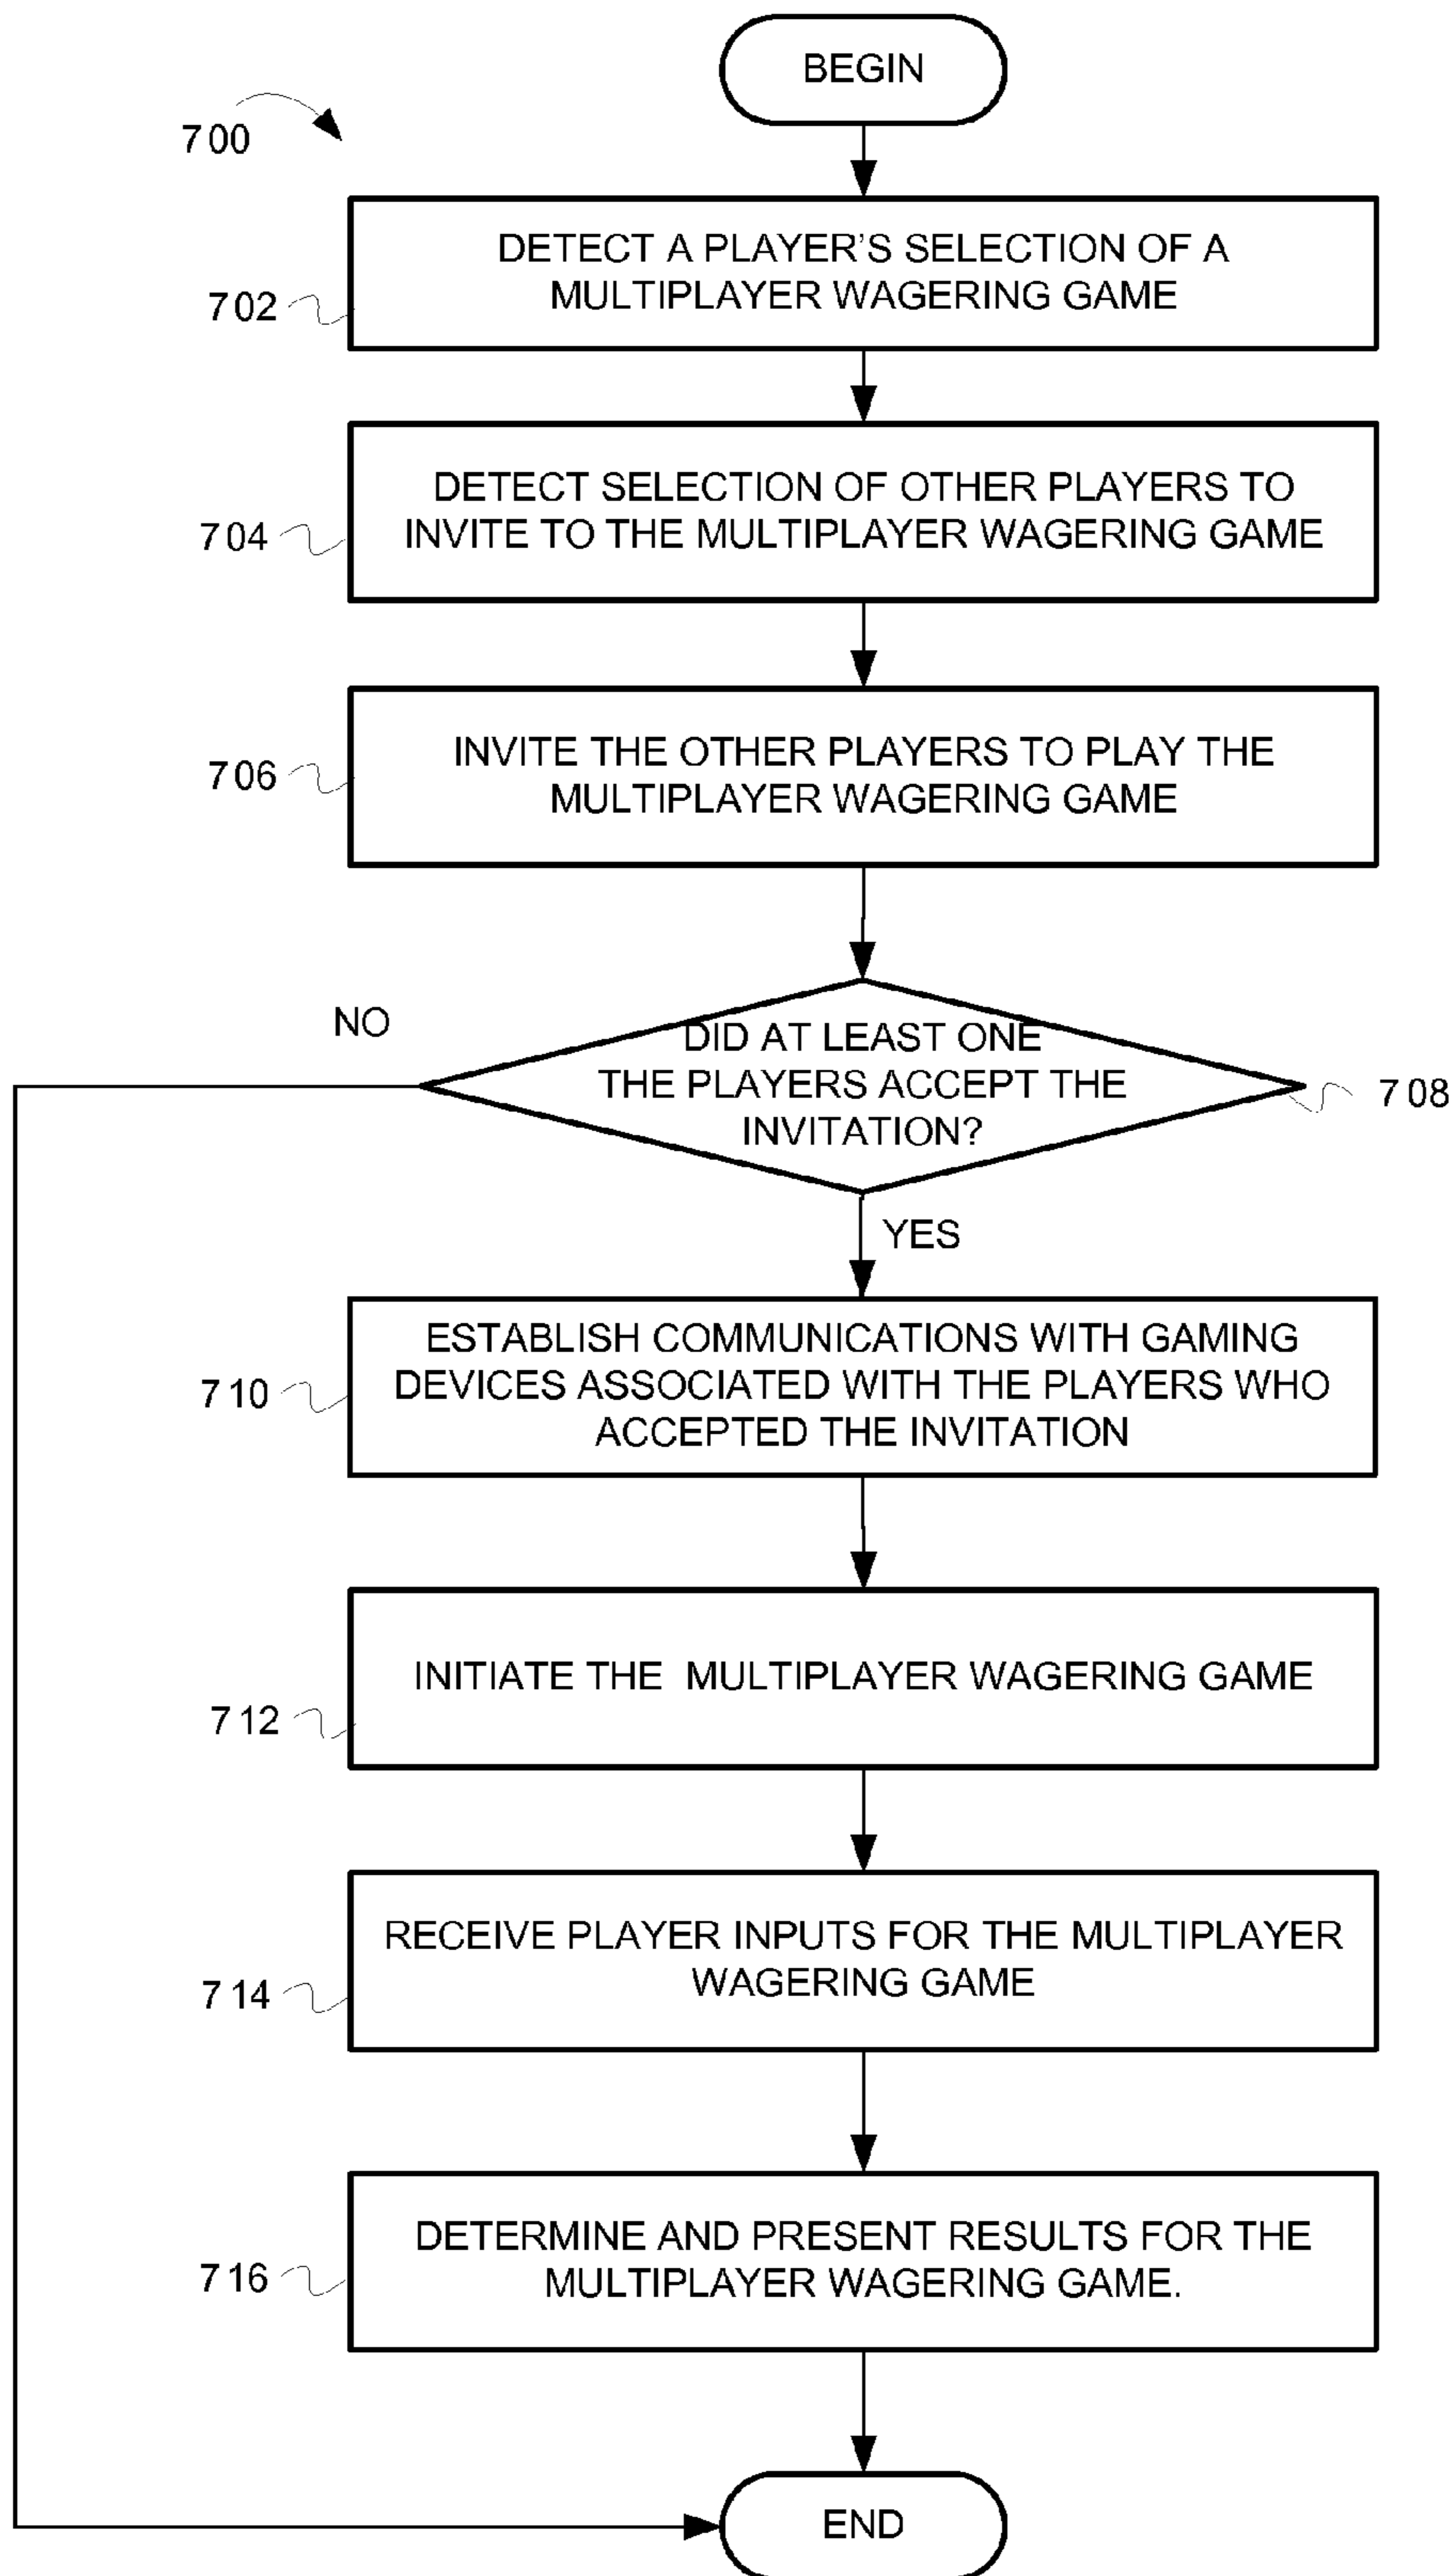 BEGIN
700
DETECT A PLAYER'S SELECTION OF A
MULTIPLAYER WAGERING GAME
702
DETECT SELECTION OF OTHER PLAYERS TO
INVITE TO THE MULTIPLAYER WAGERING GAME
704
INVITE THE OTHER PLAYERS TO PLAY THE
MULTIPLAYER WAGERING GAME
706
NO
DID AT LEAST ONE
THE PLAYERS ACCEPT THE
INVITATION?
708
YES
ESTABLISH COMMUNICATIONS WITH GAMING
DEVICES ASSOCIATED WITH THE PLAYERS WHO
ACCEPTED THE INVITATION
710
INITIATE THE MULTIPLAYER WAGERING GAME
712
RECEIVE PLAYER INPUTS FOR THE MULTIPLAYER
WAGERING GAME
714
DETERMINE AND PRESENT RESULTS FOR THE
MULTIPLAYER WAGERING GAME.
716
END